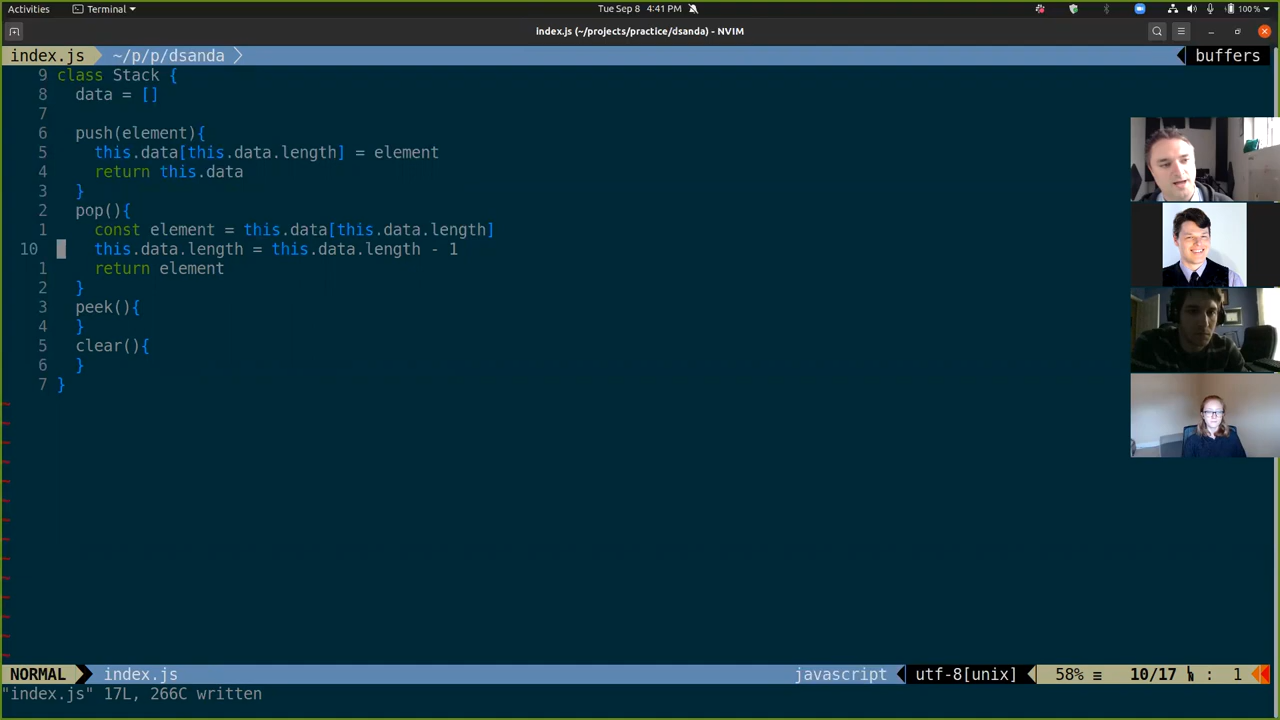 Activities Terminal Tue Sep 8 4:41 PM 100 %
index.js (~/projects/practice/dsanda) - NVIM
index.js ~/p/p/dsanda buffers
9 class Stack {
8 data = []
7
6 push(element){
5 this.data[this.data.length] = element
4 return this.data
3 }
2 pop(){
1 const element = this.data[this.data.length]
10 this.data.length = this.data.length - 1
1 return element
2 }
3 peek(){
4 }
5 clear(){
6 }
7 }
NORMAL index.js javascript utf-8[unix] 58% ≡ 10/17 : 1
"index.js" 17L, 266C written